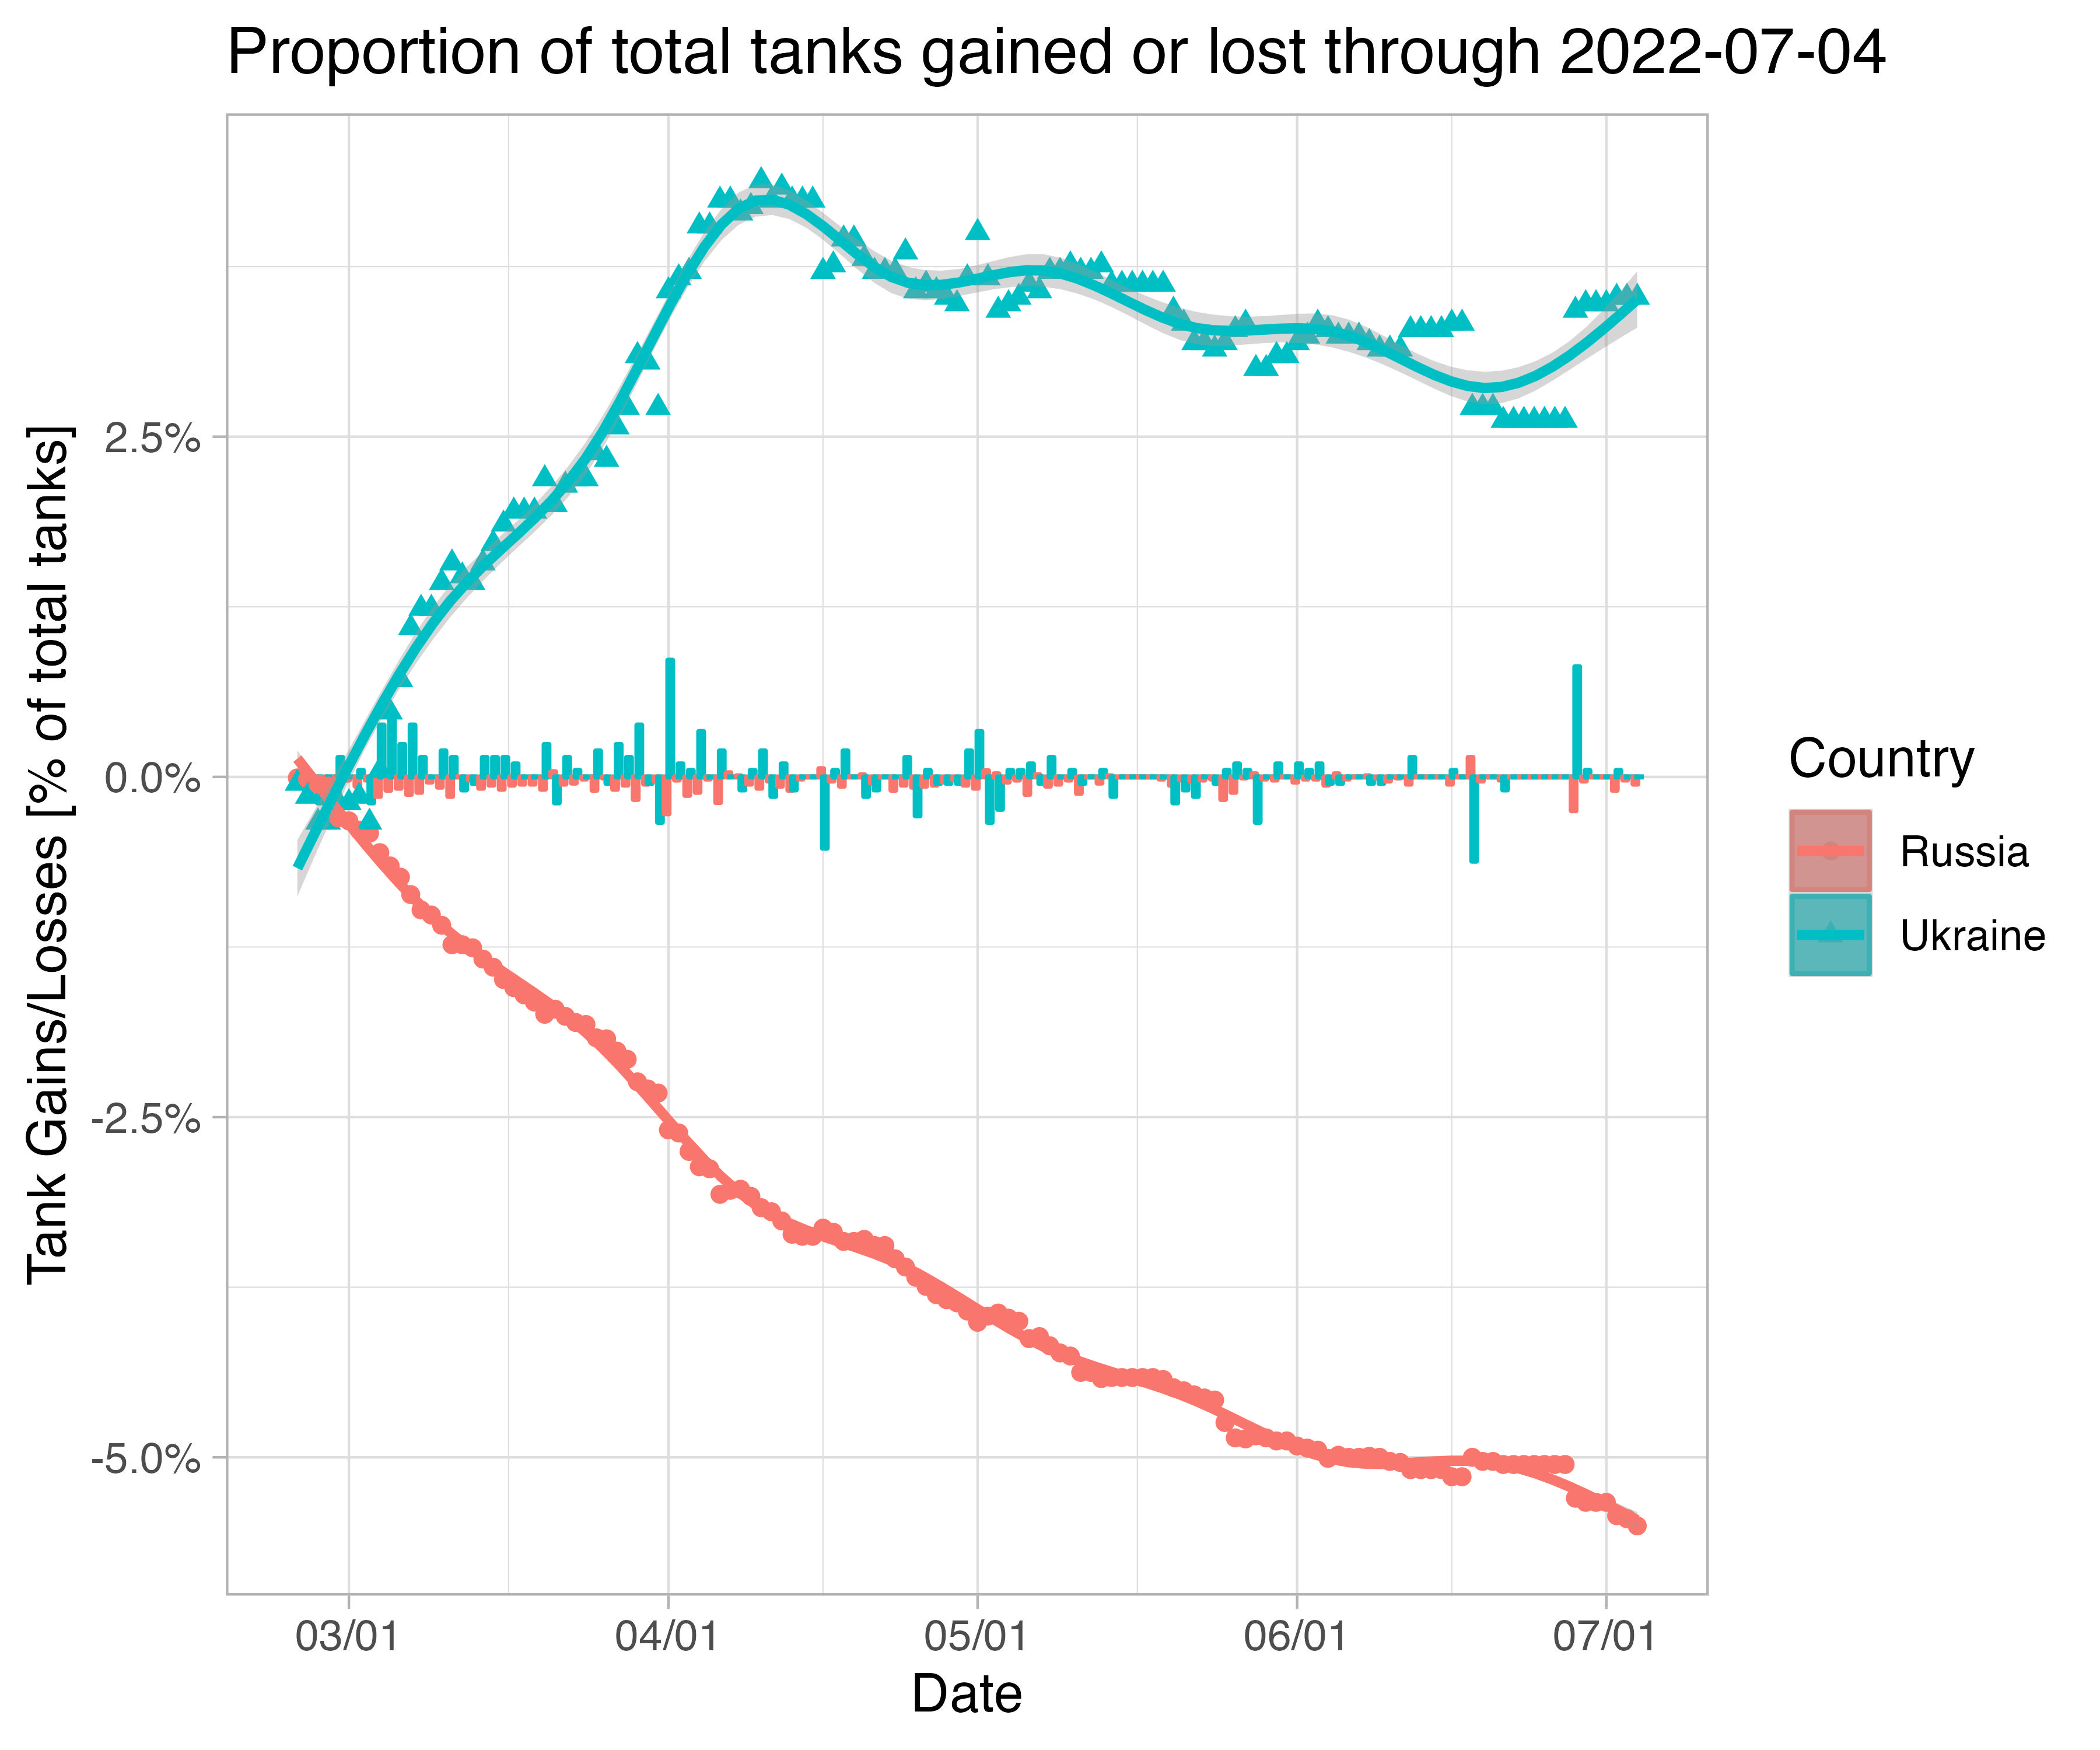 Proportion of total tanks gained or lost through 2022-07-04
Tank Gains/Losses [% of total tanks]
2.5%
0.0%
-2.5%
-5.0%
03/01
04/01
05/01
06/01
07/01
Date
Country
Russia
Ukraine